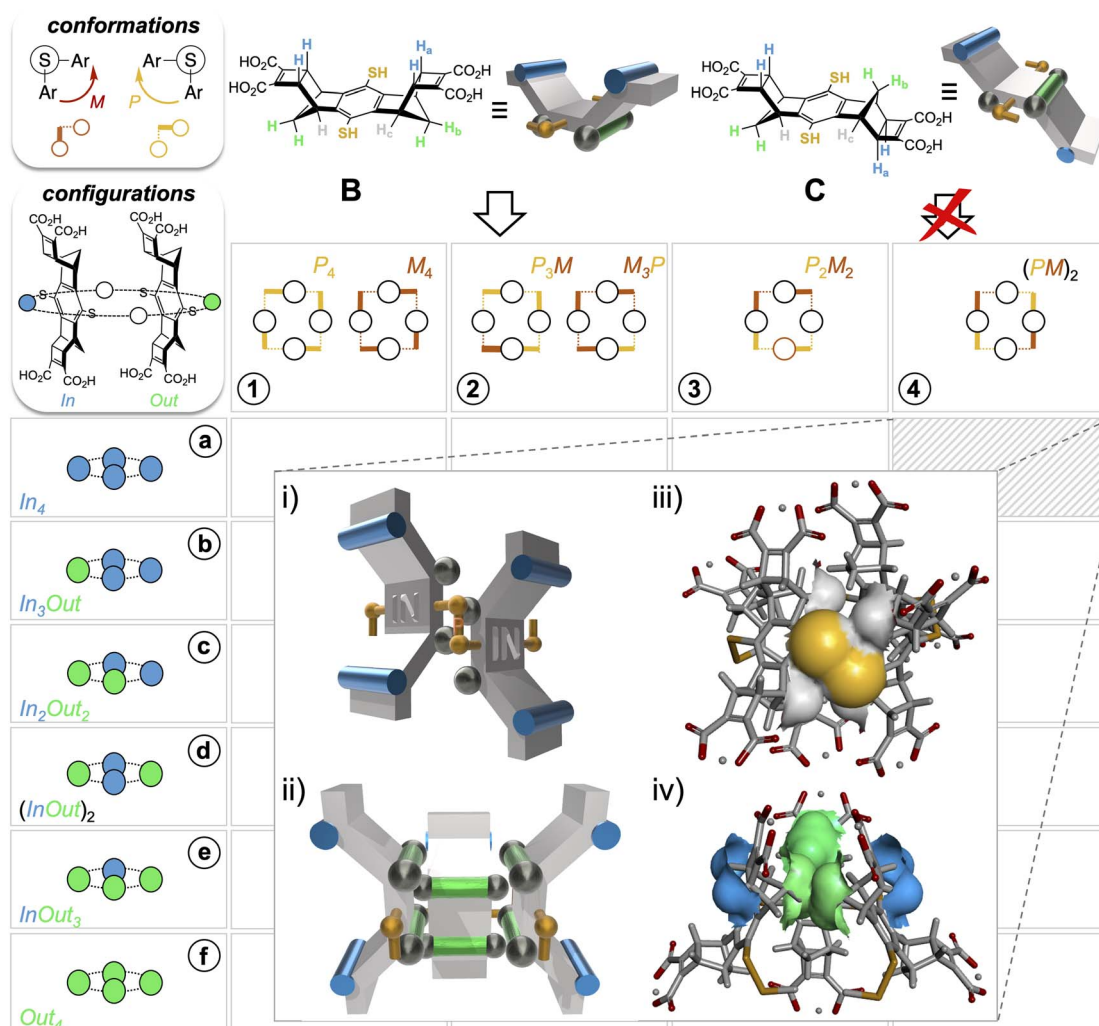 conformations
S Ar Ar S
Ar M P Ar
H H Ha
HO2C SH CO2H
HO2C CO2H
H H SH Hc H Hb
≡
B
SH H Hb
HO2C
HO2C
H H SH Hc H CO2H
CO2H
Ha
≡
C
configurations
CO2H CO2H
CO2H CO2H
S S
S S
HO2C CO2H HO2C CO2H
In Out
P4 M4
1
P3M M3P
2
P2M2
3
(PM)2
4
a
In4
b
In3Out
c
In2Out2
d
(InOut)2
e
InOut3
f
Out4
i)
IN
IN
ii)
iii)
iv)